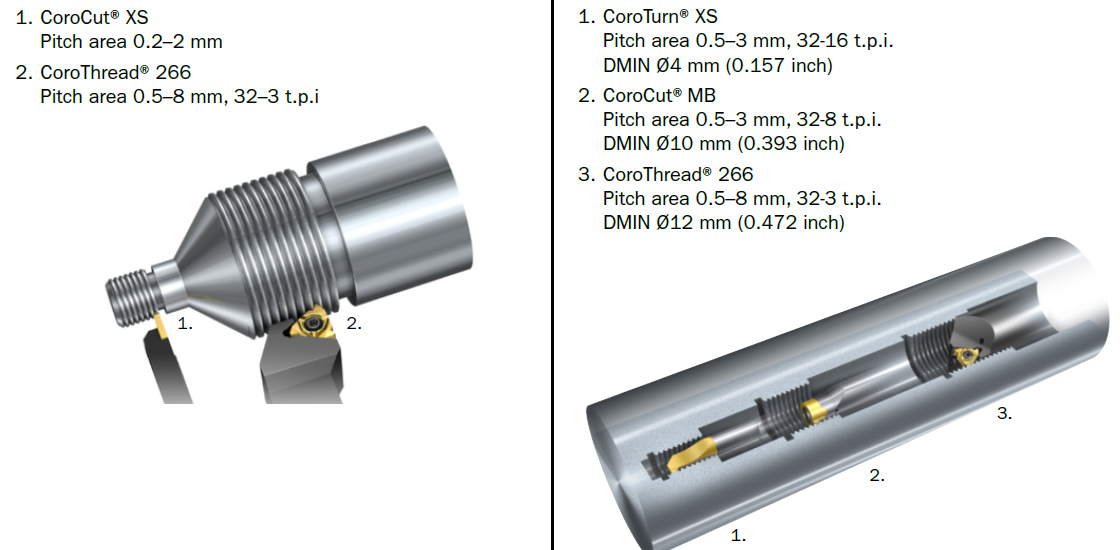 1. CoroCut® XS
Pitch area 0.2–2 mm
2. CoroThread® 266
Pitch area 0.5–8 mm, 32–3 t.p.i
1.
2.
1. CoroTurn® XS
Pitch area 0.5–3 mm, 32-16 t.p.i.
DMIN Ø4 mm (0.157 inch)
2. CoroCut® MB
Pitch area 0.5–3 mm, 32-8 t.p.i.
DMIN Ø10 mm (0.393 inch)
3. CoroThread® 266
Pitch area 0.5–8 mm, 32-3 t.p.i.
DMIN Ø12 mm (0.472 inch)
3.
2.
1.